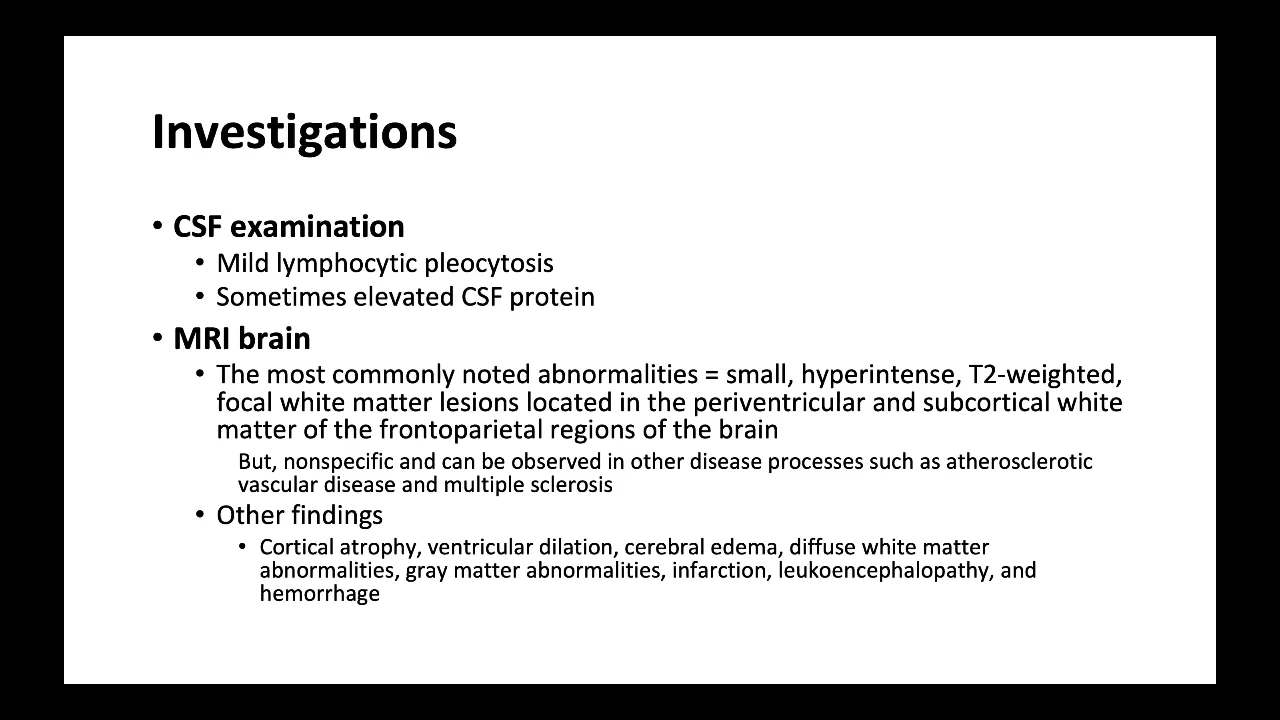 Investigations
• CSF examination
• Mild lymphocytic pleocytosis
• Sometimes elevated CSF protein
• MRI brain
• The most commonly noted abnormalities = small, hyperintense, T2-weighted,
focal white matter lesions located in the periventricular and subcortical white
matter of the frontoparietal regions of the brain
But, nonspecific and can be observed in other disease processes such as atherosclerotic
vascular disease and multiple sclerosis
• Other findings
• Cortical atrophy, ventricular dilation, cerebral edema, diffuse white matter
abnormalities, gray matter abnormalities, infarction, leukoencephalopathy, and
hemorrhage